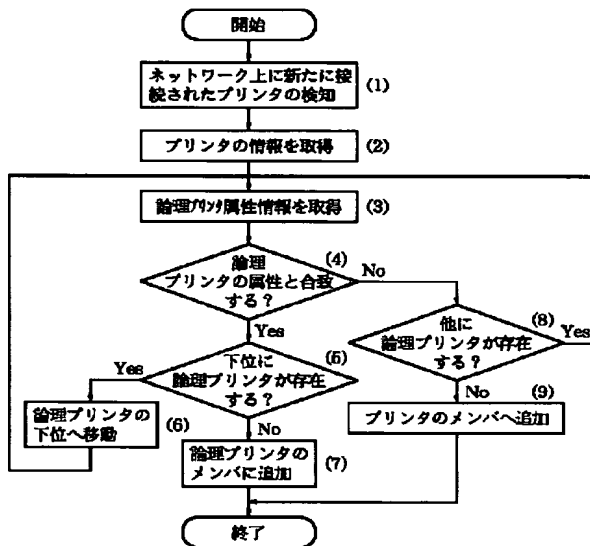 開始
ネットワーク上に新たに接
続されたプリンタの検知
(1)
プリンタの情報を取得
(2)
論理プリンタ属性情報を取得
(3)
論理
プリンタの属性と合致
する？
(4)
No
Yes
他に
論理プリンタが存在
する？
(8)
Yes
下位に
論理プリンタが存在
する？
(5)
Yes
No
プリンタのメンバへ追加
(9)
論理プリンタの
下位へ移動
(6)
No
論理プリンタの
メンバに追加
(7)
終了